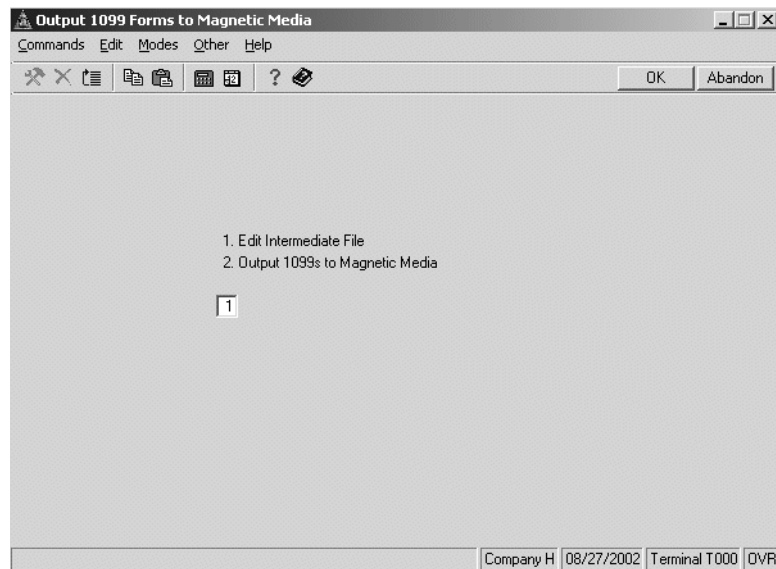 Output 1099 Forms to Magnetic Media
Commands Edit Modes Other Help
OK Abandon
1. Edit Intermediate File
2. Output 1099s to Magnetic Media
1
Company H 08/27/2002 Terminal T000 OVR